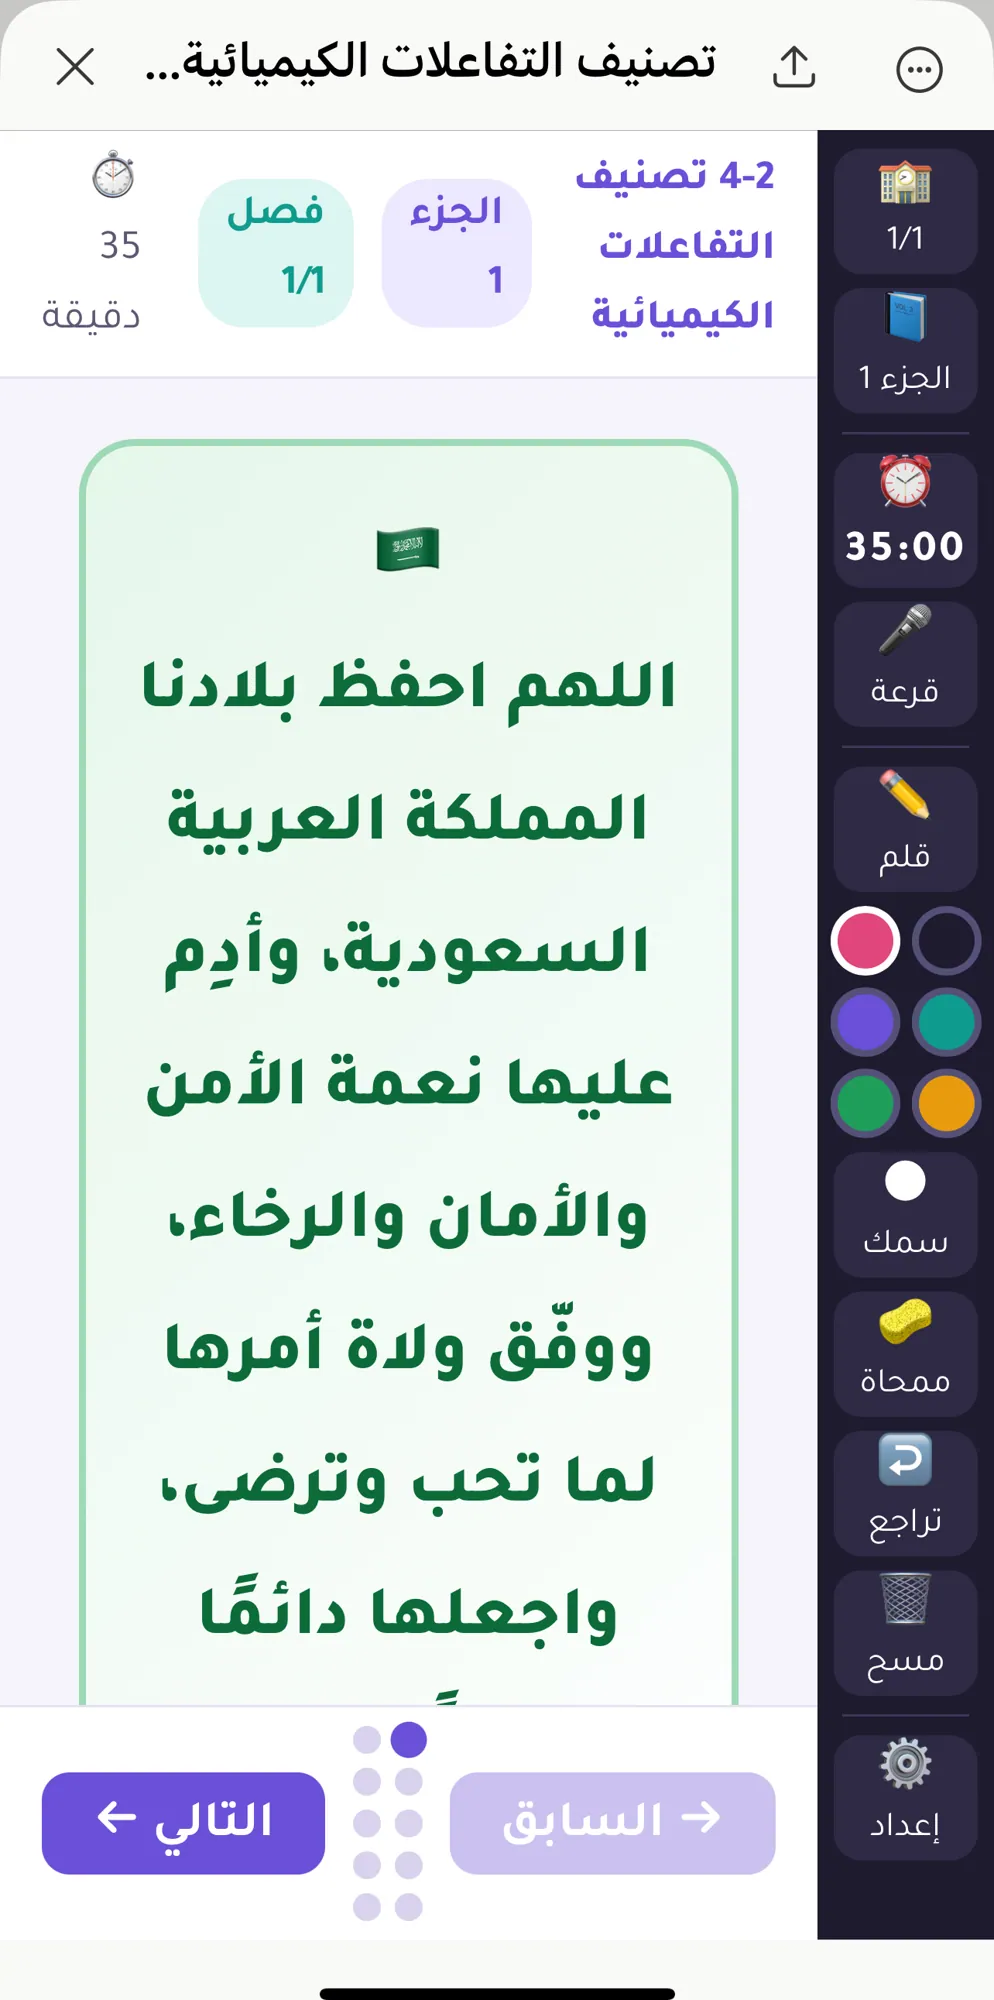 تصنيف التفاعلات الكيميائية...
4-2 تصنيف
التفاعلات
الكيميائية
الجزء
1
فصل
1/1
35
دقيقة
1/1
الجزء 1
35:00
قرعة
قلم
سمك
ممحاة
تراجع
مسح
إعداد
اللهم احفظ بلادنا
المملكة العربية
السعودية، وأدِم
عليها نعمة الأمن
والأمان والرخاء،
ووفّق ولاة أمرها
لما تحب وترضى،
واجعلها دائمًا
→ السابق
التالي ←